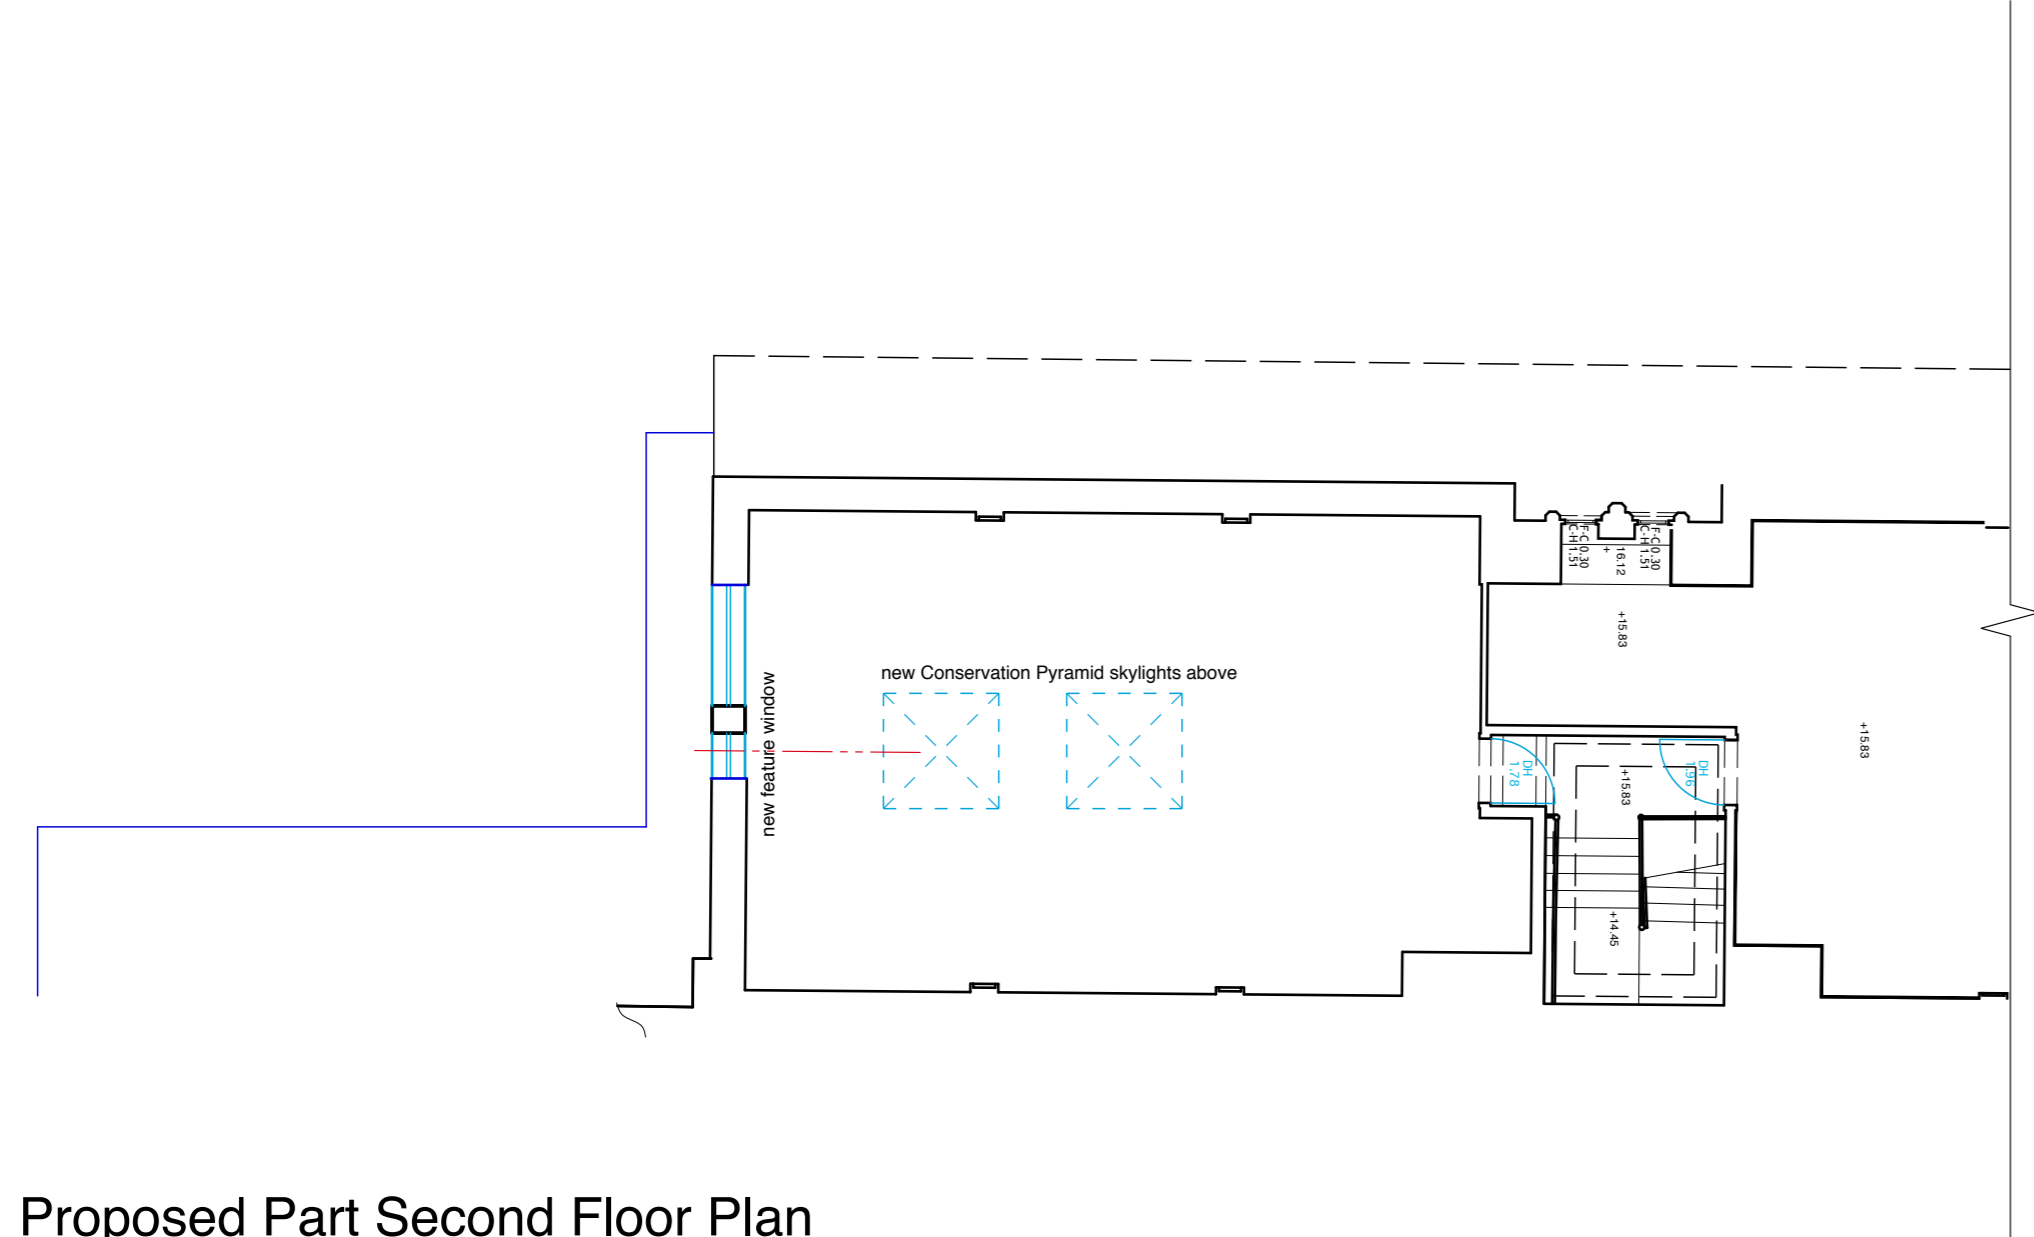 F-C 0.30
C-H 1.51
16.12
+
F-C 0.30
C-H 1.51
+15.83
new Conservation Pyramid skylights above
new feature window
+15.83
DH
1.78
+15.83
DH
1.96
+14.45
Proposed Part Second Floor Plan